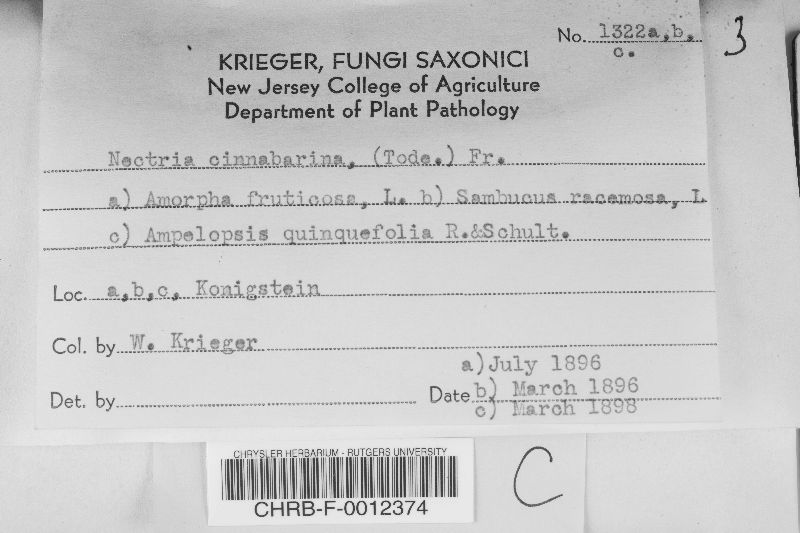 No. 1322a,b,
c.
3
KRIEGER, FUNGI SAXONICI
New Jersey College of Agriculture
Department of Plant Pathology
Nectria cinnabarina, (Tode.) Fr.
a) Amorpha fruticosa, L. b) Sambucus racemosa, L
c) Ampelopsis quinquefolia R.&Schult.
Loc. a,b,c, Konigstein
Col. by W. Krieger
a)July 1896
Det. by Date b) March 1896
c) March 1898
CHRYSLER HERBARIUM - RUTGERS UNIVERSITY
CHRB-F-0012374
C